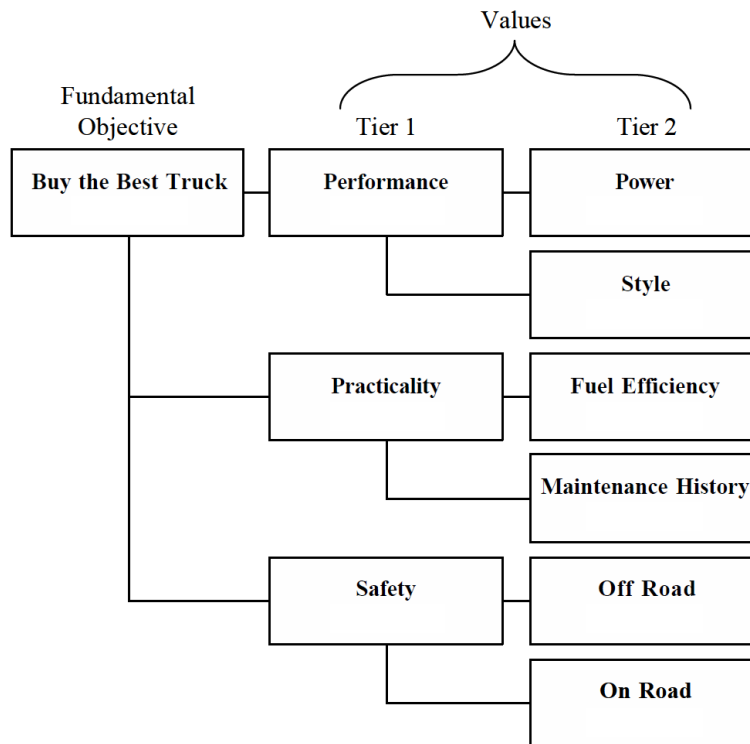 Values
Fundamental
Objective
Tier 1
Tier 2
Buy the Best Truck
Performance
Power
Style
Practicality
Fuel Efficiency
Maintenance History
Safety
Off Road
On Road